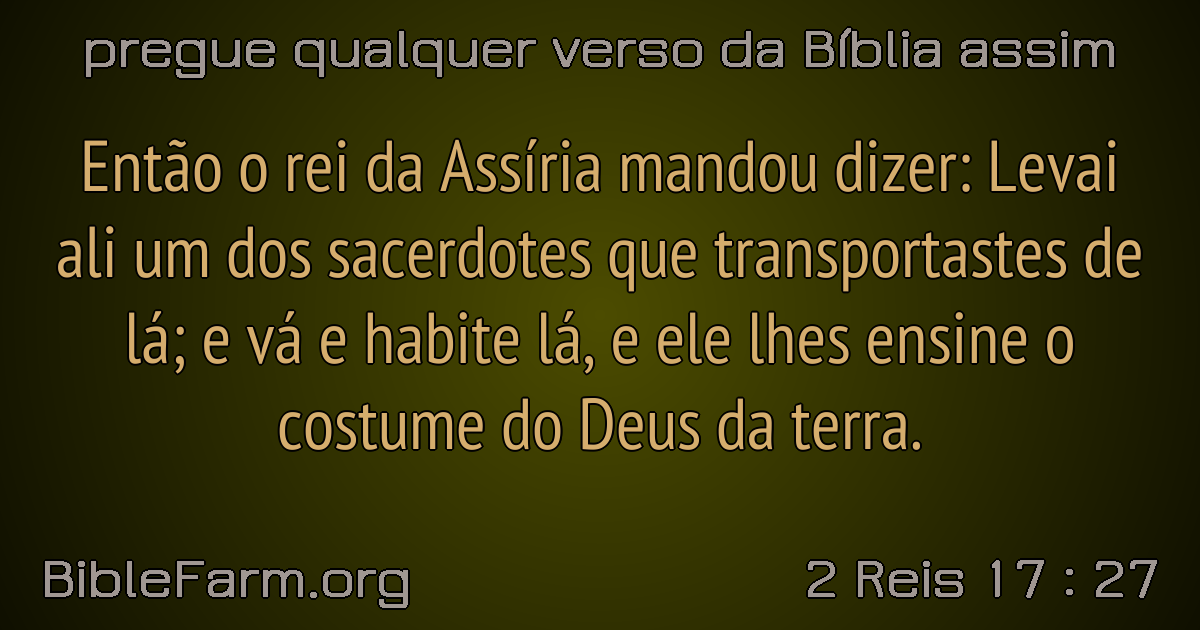 pregue qualquer verso da Bíblia assim
Então o rei da Assíria mandou dizer: Levai
ali um dos sacerdotes que transportastes de
lá; e vá e habite lá, e ele lhes ensine o
costume do Deus da terra.
BibleFarm.org
2 Reis 17 : 27